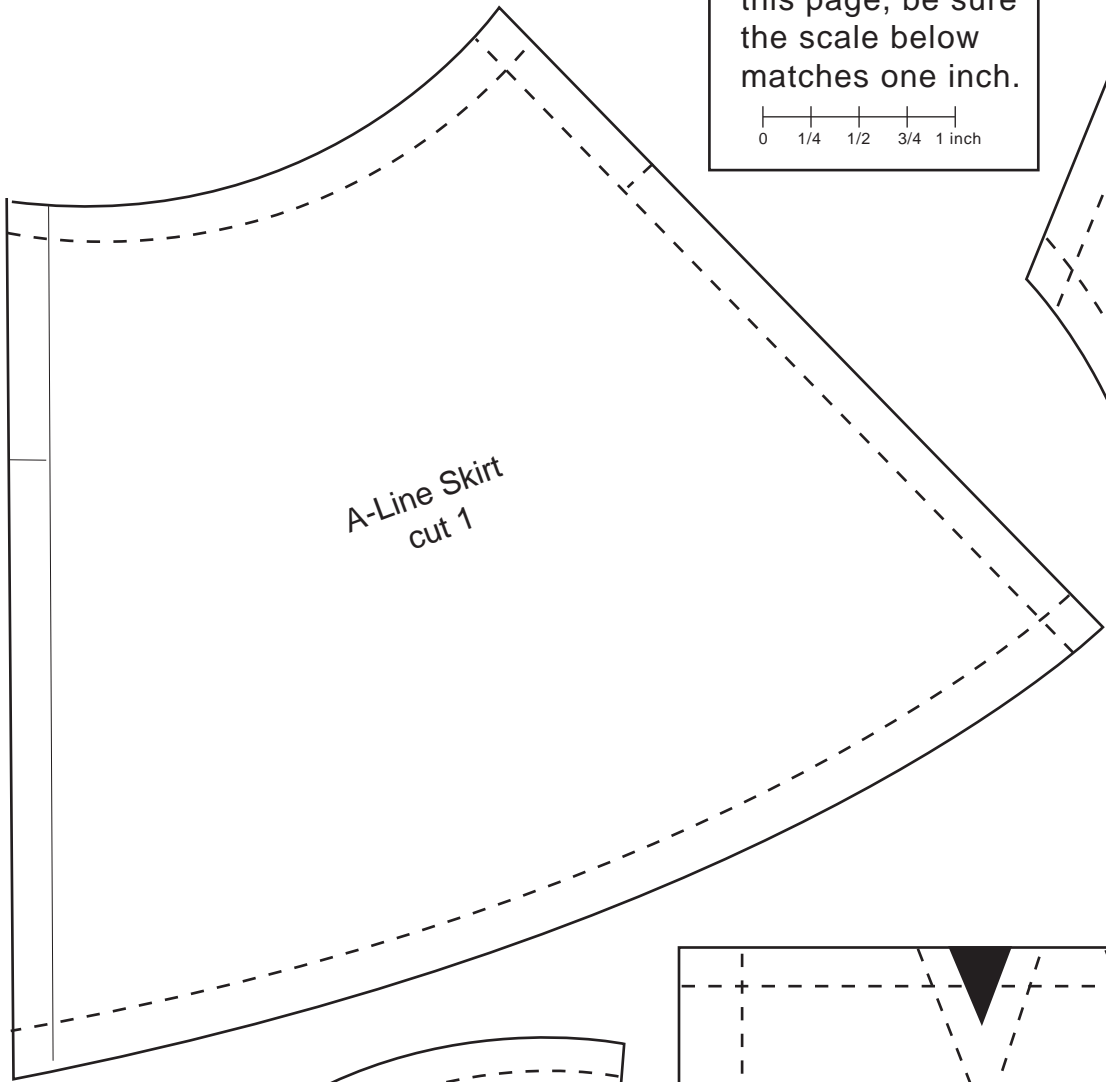 this page, be sure
the scale below
matches one inch.
0 1/4 1/2 3/4 1 inch
A-Line Skirt
cut 1